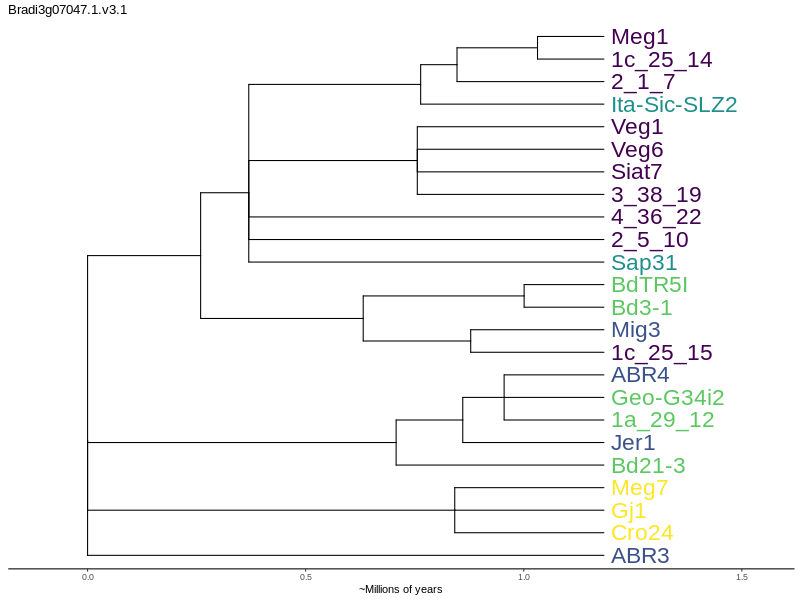 Bradi3g07047.1.v3.1
Meg1
1c_25_14
2_1_7
Ita-Sic-SLZ2
Veg1
Veg6
Siat7
3_38_19
4_36_22
2_5_10
Sap31
BdTR5I
Bd3-1
Mig3
1c_25_15
ABR4
Geo-G34i2
1a_29_12
Jer1
Bd21-3
Meg7
Gj1
Cro24
ABR3
0.0 0.5 1.0 1.5
~Millions of years